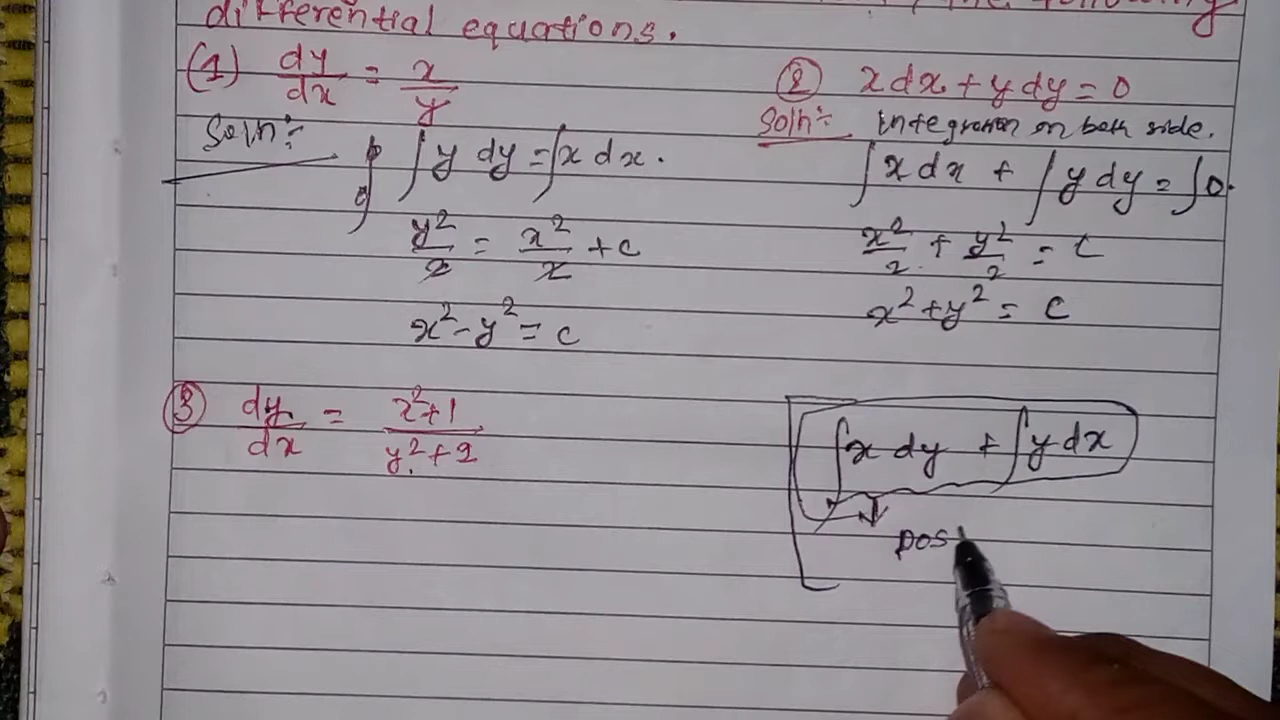 the following
differential equations.
(1) dy/dx = x/y
Soln:-
∫ y dy = ∫ x dx.
y²/2 = x²/2 + c
x² - y² = c
② x dx + y dy = 0
Soln:- integration on both side.
∫ x dx + ∫ y dy = ∫ 0.
x²/2 + y²/2 = c
x² + y² = c
③ dy/dx = x²+1/y²+2
∫ x dy + ∫ y dx
pos